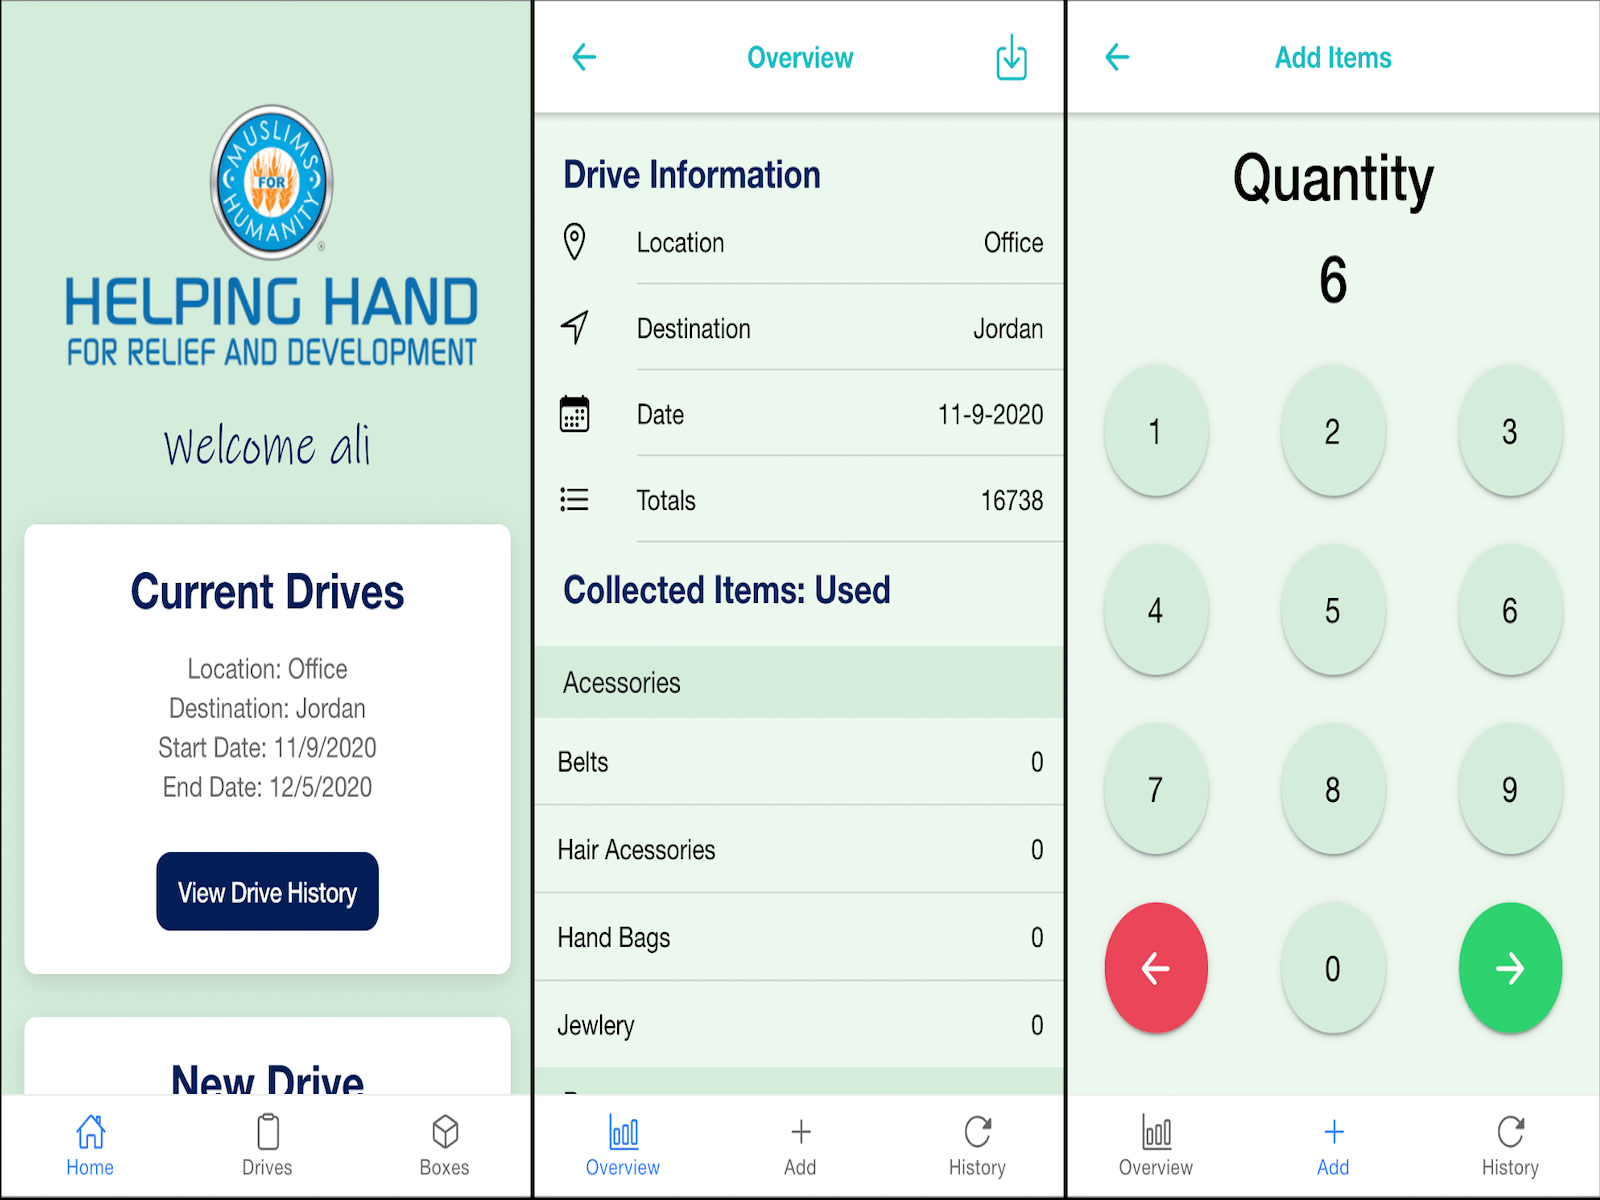 MUSLIMS
FOR
HUMANITY
®
HELPING HAND
FOR RELIEF AND DEVELOPMENT
Welcome ali
Current Drives
Location: Office
Destination: Jordan
Start Date: 11/9/2020
End Date: 12/5/2020
View Drive History
New Drive
Home
Drives
Boxes
Overview
Drive Information
Location Office
Destination Jordan
Date 11-9-2020
Totals 16738
Collected Items: Used
Acessories
Belts 0
Hair Acessories 0
Hand Bags 0
Jewlery 0
Overview
Add
History
Add Items
Quantity
6
1 2 3
4 5 6
7 8 9
0
Overview
Add
History